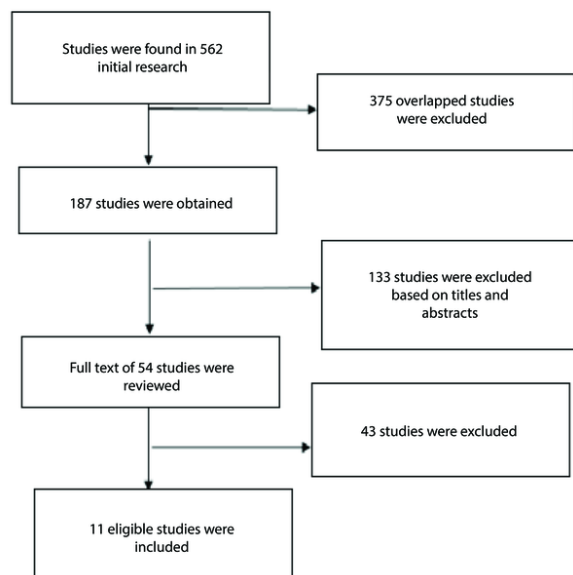 Studies were found in 562
initial research
375 overlapped studies
were excluded
187 studies were obtained
133 studies were excluded
based on titles and
abstracts
Full text of 54 studies were
reviewed
43 studies were excluded
11 eligible studies were
included